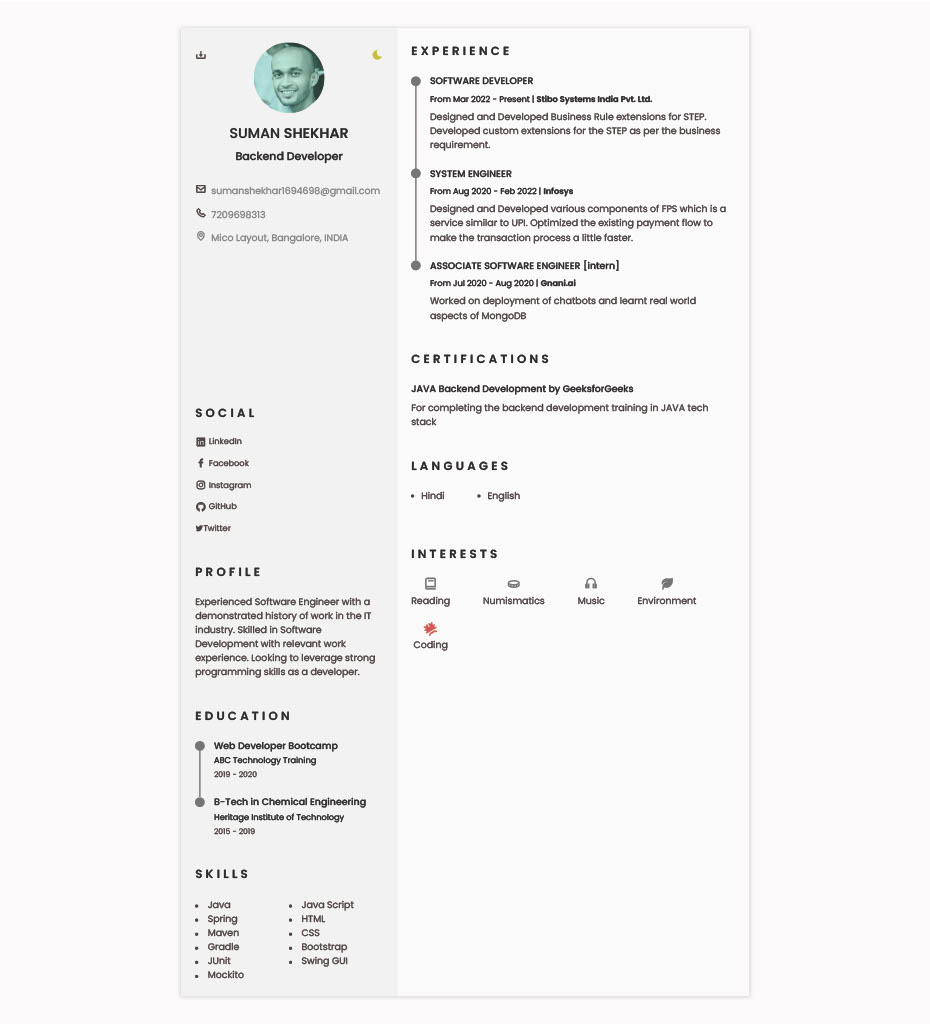 SUMAN SHEKHAR
Backend Developer
sumanshekhar1694698@gmail.com
7209698313
Mico Layout, Bangalore, INDIA
SOCIAL
LinkedIn
Facebook
Instagram
GitHub
Twitter
PROFILE
Experienced Software Engineer with a
demonstrated history of work in the IT
industry. Skilled in Software
Development with relevant work
experience. Looking to leverage strong
programming skills as a developer.
EDUCATION
Web Developer Bootcamp
ABC Technology Training
2019 - 2020
B-Tech in Chemical Engineering
Heritage Institute of Technology
2015 - 2019
SKILLS
Java
Spring
Maven
Gradle
JUnit
Mockito
Java Script
HTML
CSS
Bootstrap
Swing GUI
EXPERIENCE
SOFTWARE DEVELOPER
From Mar 2022 - Present | Stibo Systems India Pvt. Ltd.
Designed and Developed Business Rule extensions for STEP.
Developed custom extensions for the STEP as per the business
requirement.
SYSTEM ENGINEER
From Aug 2020 - Feb 2022 | Infosys
Designed and Developed various components of FPS which is a
service similar to UPI. Optimized the existing payment flow to
make the transaction process a little faster.
ASSOCIATE SOFTWARE ENGINEER [intern]
From Jul 2020 - Aug 2020 | Gnani.ai
Worked on deployment of chatbots and learnt real world
aspects of MongoDB
CERTIFICATIONS
JAVA Backend Development by GeeksforGeeks
For completing the backend development training in JAVA tech
stack
LANGUAGES
Hindi
English
INTERESTS
Reading
Numismatics
Music
Environment
Coding